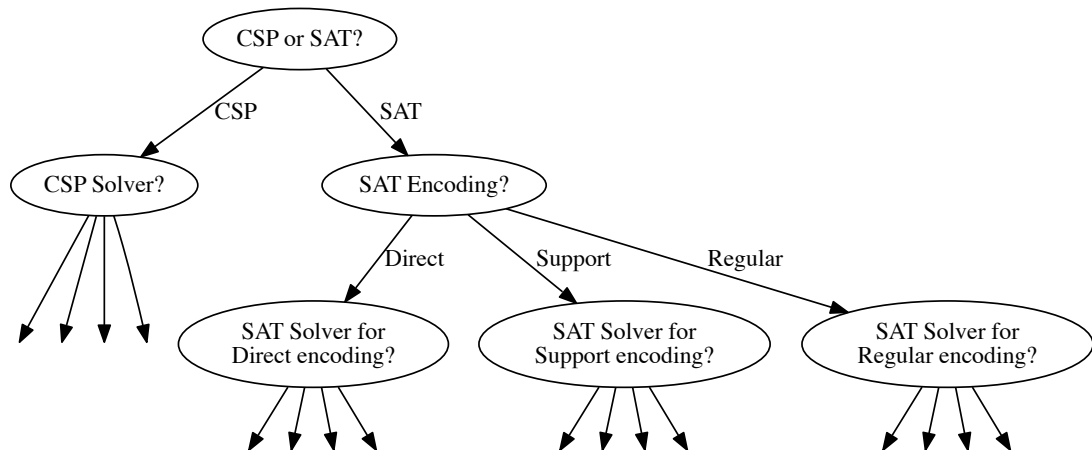 CSP or SAT?
CSP
SAT
CSP Solver?
SAT Encoding?
Direct
Support
Regular
SAT Solver for
Direct encoding?
SAT Solver for
Support encoding?
SAT Solver for
Regular encoding?